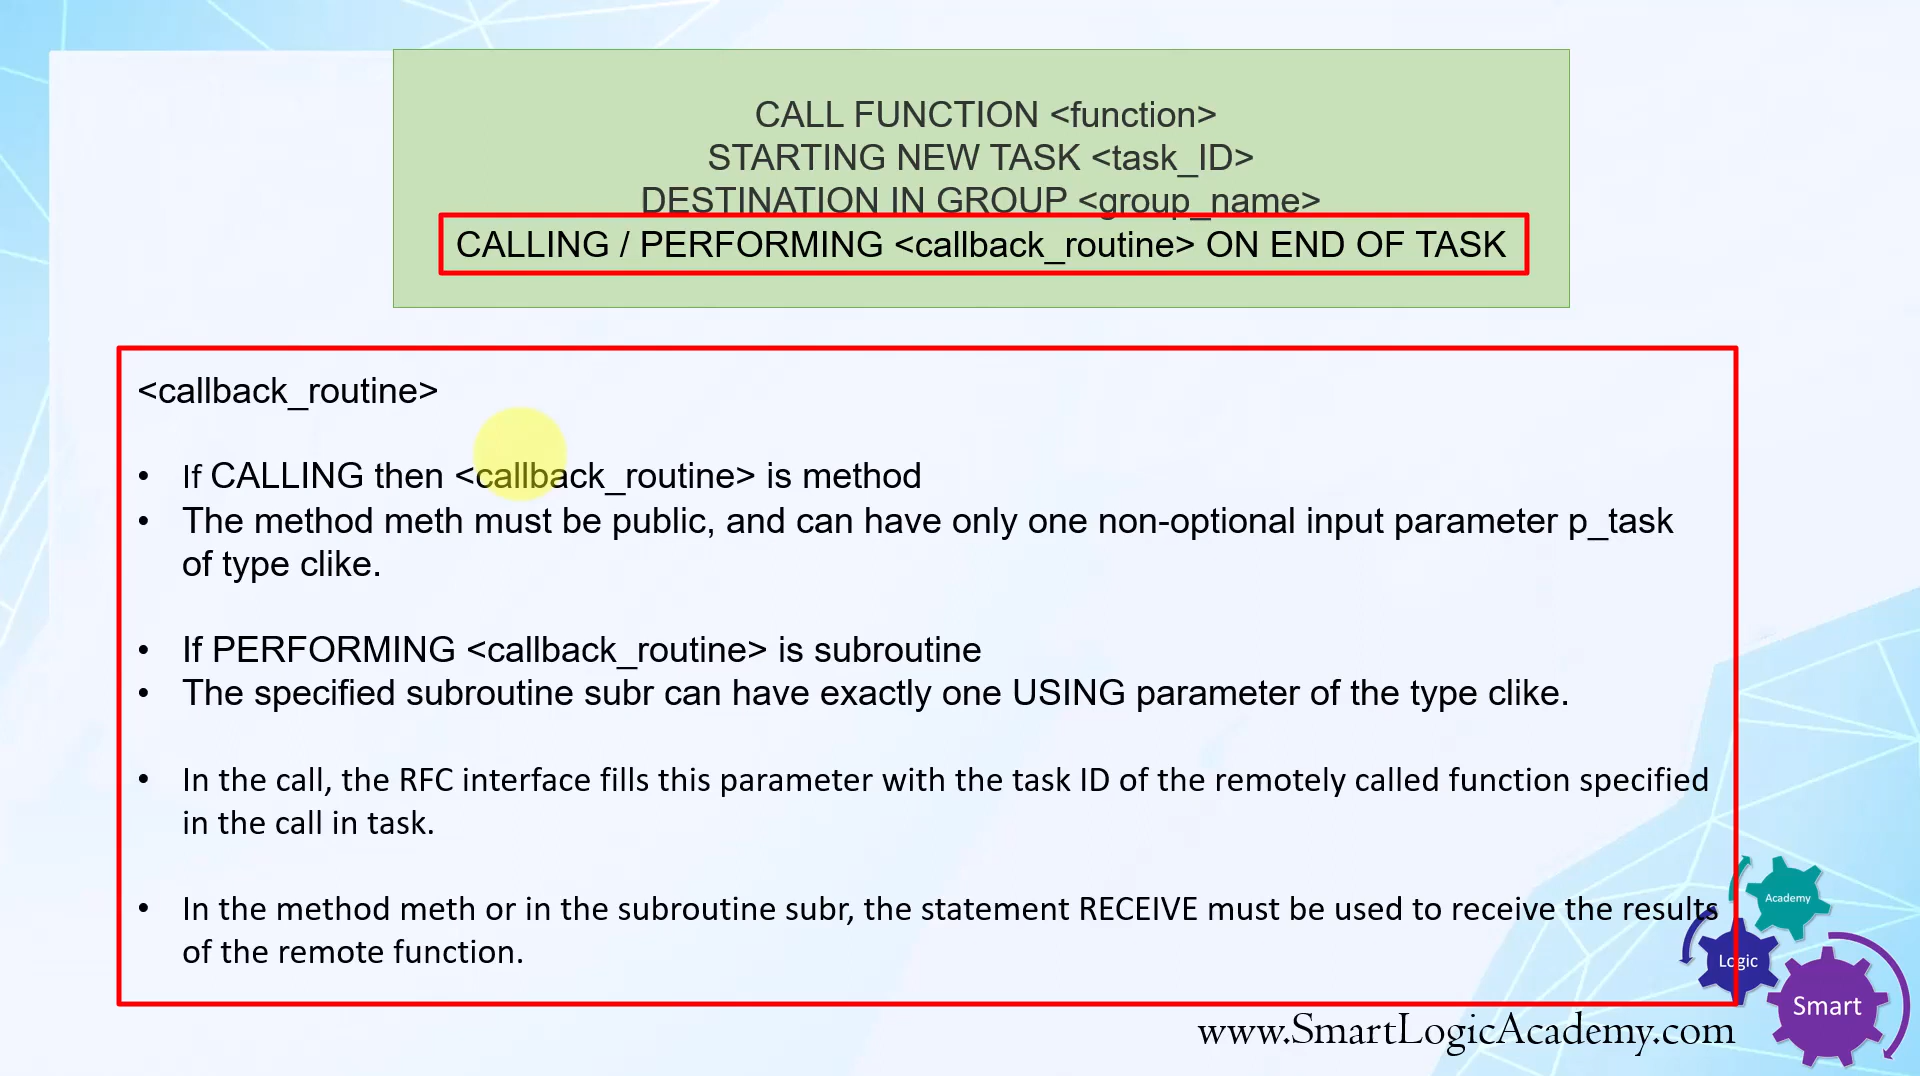 CALL FUNCTION <function>
STARTING NEW TASK <task_ID>
DESTINATION IN GROUP <group_name>
CALLING / PERFORMING <callback_routine> ON END OF TASK
<callback_routine>
• If CALLING then <callback_routine> is method
• The method meth must be public, and can have only one non-optional input parameter p_task
of type clike.
• If PERFORMING <callback_routine> is subroutine
• The specified subroutine subr can have exactly one USING parameter of the type clike.
• In the call, the RFC interface fills this parameter with the task ID of the remotely called function specified
in the call in task.
• In the method meth or in the subroutine subr, the statement RECEIVE must be used to receive the results
of the remote function.
Academy
Logic
Smart
www.SmartLogicAcademy.com